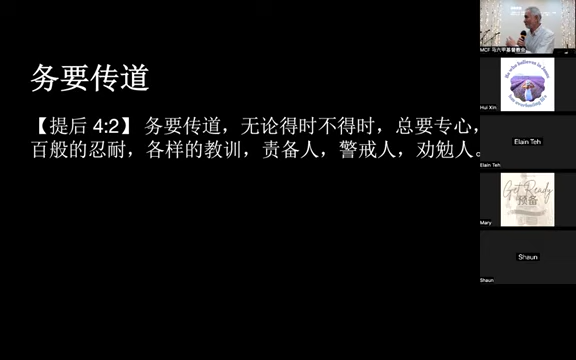 务要传道
【提后 4:2】 务要传道，无论得时不得时，总要专心，
百般的忍耐，各样的教训，责备人，警戒人，劝勉人。
MCF 马六甲基督教会
Hui Xin
Elain Teh
Elain Teh
Get Ready
预备
Mary
Shaun
Shaun